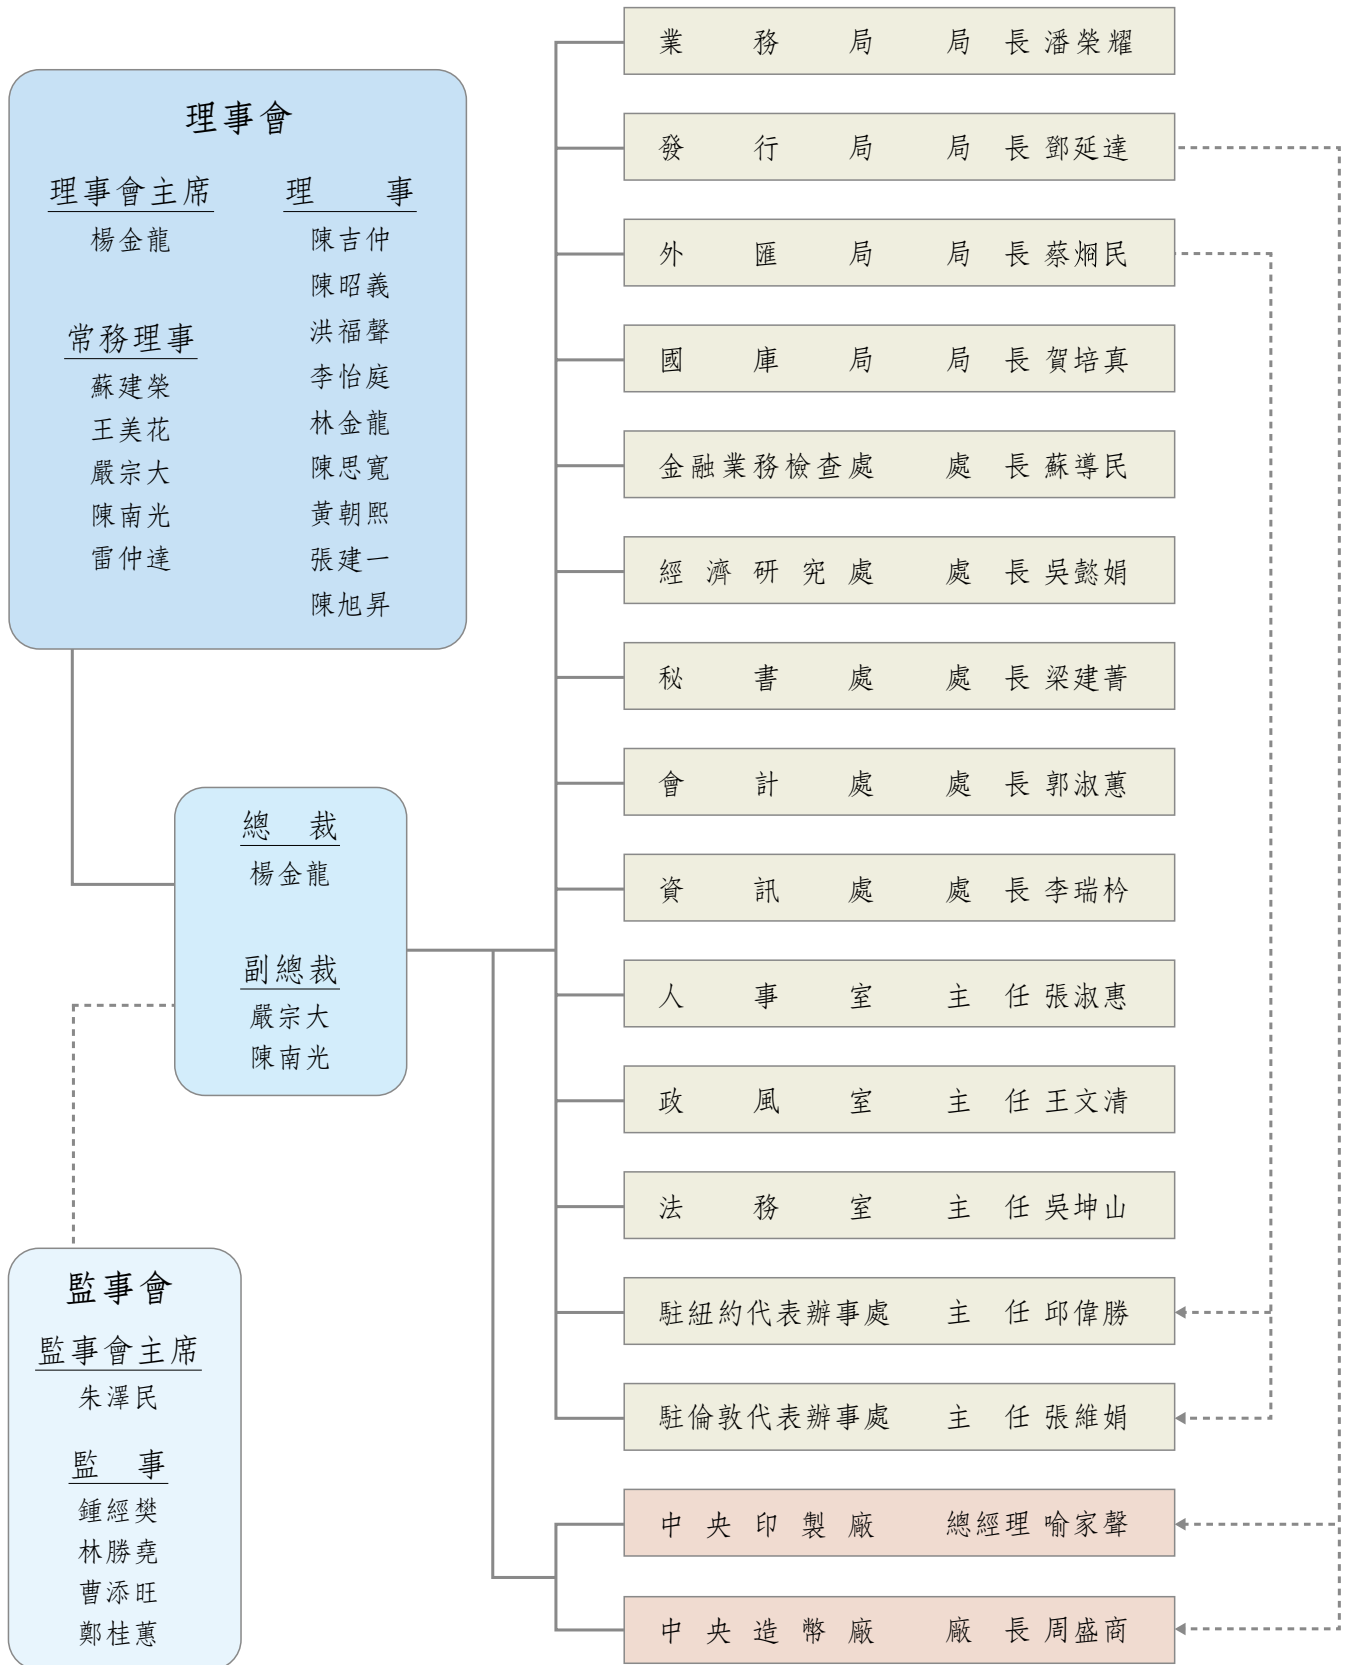 理事會
理事會主席
楊金龍
常務理事
蘇建榮
王美花
嚴宗大
陳南光
雷仲達
理事
陳吉仲
陳昭義
洪福聲
李怡庭
林金龍
陳思寬
黃朝熙
張建一
陳旭昇
總裁
楊金龍
副總裁
嚴宗大
陳南光
監事會
監事會主席
朱澤民
監事
鍾經樊
林勝堯
曹添旺
鄭桂蕙
業務局 局長 潘榮耀
發行局 局長 鄧延達
外匯局 局長 蔡烱民
國庫局 局長 賀培真
金融業務檢查處 處長 蘇導民
經濟研究處 處長 吳懿娟
秘書處 處長 梁建菁
會計處 處長 郭淑蕙
資訊處 處長 李瑞枔
人事室 主任 張淑惠
政風室 主任 王文清
法務室 主任 吳坤山
駐紐約代表辦事處 主任 邱偉勝
駐倫敦代表辦事處 主任 張維娟
中央印製廠 總經理 喻家聲
中央造幣廠 廠長 周盛商